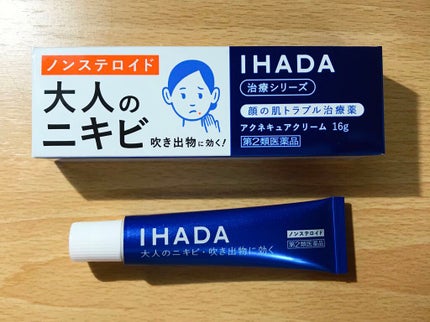 ノンステロイド
大人の
ニキビ
吹き出物に効く!
IHADA
治療シリーズ
顔の肌トラブル治療薬
アクネキュアクリーム 16g
第2類医薬品
IHADA
大人のニキビ・吹き出物に効く
ノンステロイド
第2類医薬品